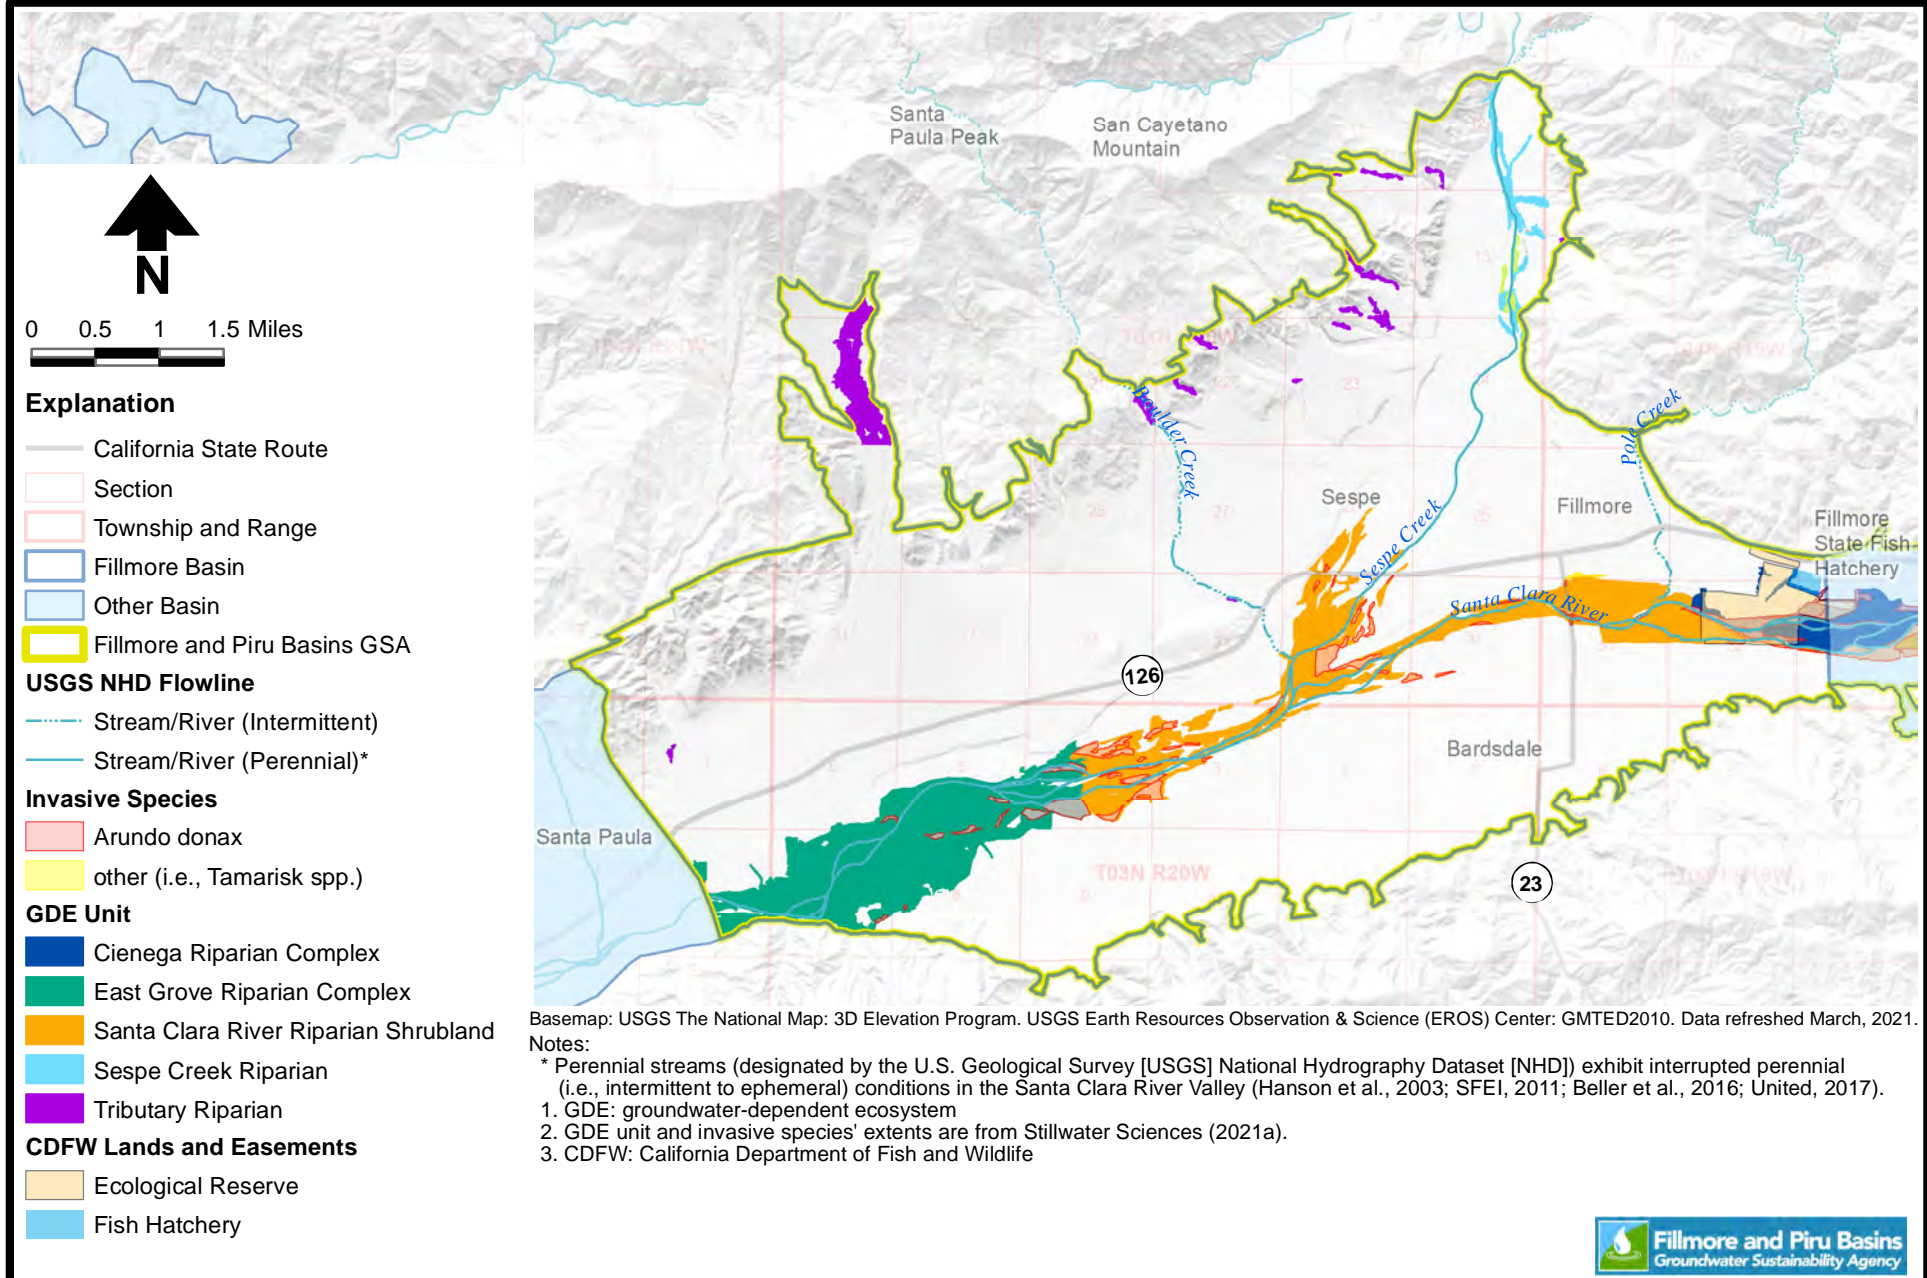 Santa
Paula Peak
San Cayetano
Mountain
N
0 0.5 1 1.5 Miles
Explanation
California State Route
Section
Township and Range
Fillmore Basin
Other Basin
Fillmore and Piru Basins GSA
USGS NHD Flowline
Stream/River (Intermittent)
Stream/River (Perennial)*
Invasive Species
Arundo donax
other (i.e., Tamarisk spp.)
GDE Unit
Cienega Riparian Complex
East Grove Riparian Complex
Santa Clara River Riparian Shrubland
Sespe Creek Riparian
Tributary Riparian
CDFW Lands and Easements
Ecological Reserve
Fish Hatchery
Boulder Creek
Pole Creek
Sespe
Sespe Creek
Fillmore
Fillmore
State Fish
Hatchery
Santa Clara River
126
Bardsdale
Santa Paula
T03N R20W
23
Basemap: USGS The National Map: 3D Elevation Program. USGS Earth Resources Observation & Science (EROS) Center: GMTED2010. Data refreshed March, 2021.
Notes:
* Perennial streams (designated by the U.S. Geological Survey [USGS] National Hydrography Dataset [NHD]) exhibit interrupted perennial
(i.e., intermittent to ephemeral) conditions in the Santa Clara River Valley (Hanson et al., 2003; SFEI, 2011; Beller et al., 2016; United, 2017).
1. GDE: groundwater-dependent ecosystem
2. GDE unit and invasive species' extents are from Stillwater Sciences (2021a).
3. CDFW: California Department of Fish and Wildlife
Fillmore and Piru Basins
Groundwater Sustainability Agency